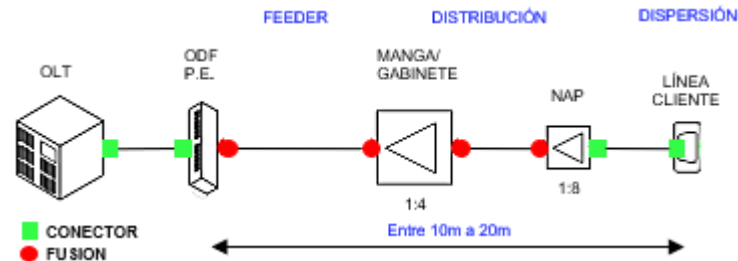 FEEDER
DISTRIBUCIÓN
DISPERSIÓN
OLT
ODF
P.E.
MANGA/
GABINETE
NAP
LÍNEA
CLIENTE
1:4
1:8
CONECTOR
FUSION
Entre 10m a 20m